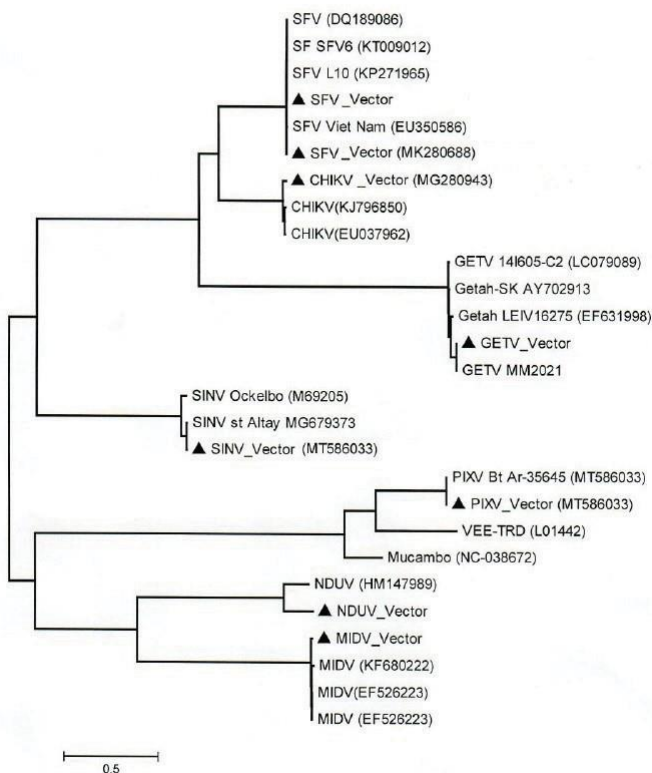 SFV (DQ189086)
SF SFV6 (KT009012)
SFV L10 (KP271965)
▲ SFV_Vector
SFV Viet Nam (EU350586)
▲ SFV_Vector (MK280688)
▲ CHIKV_Vector (MG280943)
CHIKV(KJ796850)
CHIKV(EU037962)
GETV 14I605-C2 (LC079089)
Getah-SK AY702913
Getah LEIV16275 (EF631998)
▲ GETV_Vector
GETV MM2021
SINV Ockelbo (M69205)
SINV st Altay MG679373
▲ SINV_Vector (MT586033)
PIXV Bt Ar-35645 (MT586033)
▲ PIXV_Vector (MT586033)
VEE-TRD (L01442)
Mucambo (NC-038672)
NDUV (HM147989)
▲ NDUV_Vector
▲ MIDV_Vector
MIDV (KF680222)
MIDV(EF526223)
MIDV (EF526223)
0.5